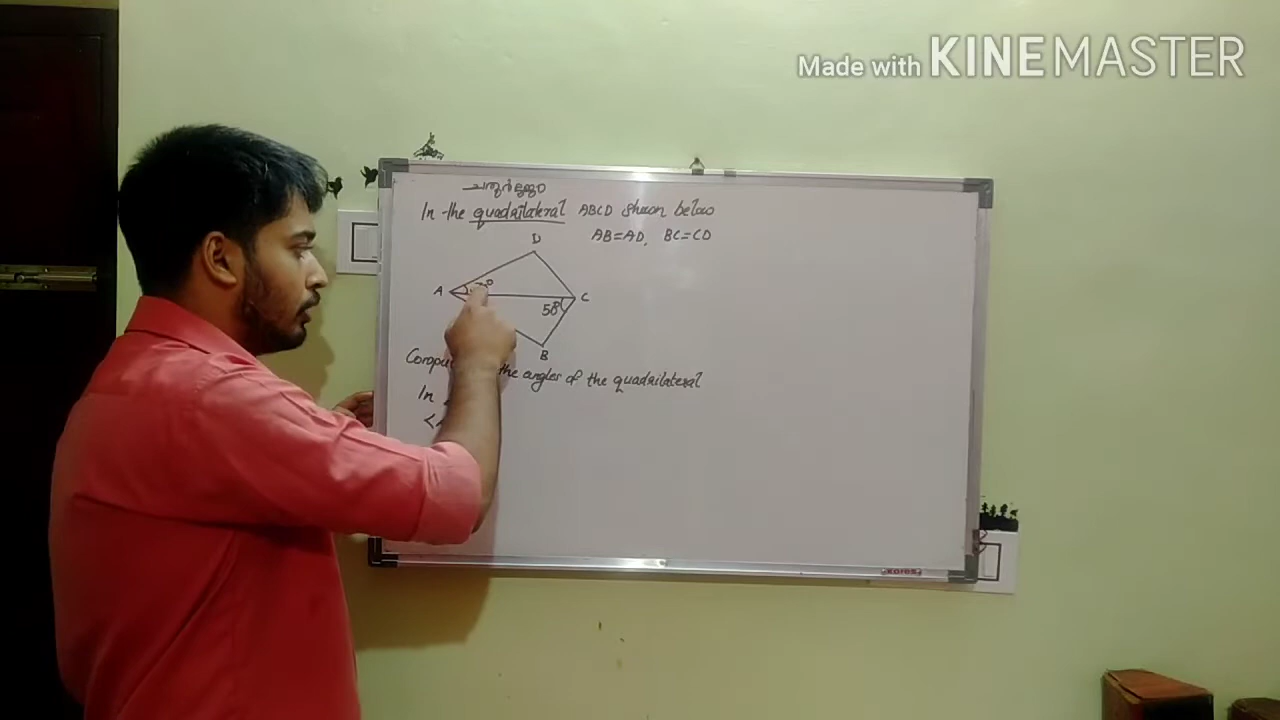 Made with KINEMASTER
ചതുർഭുജം
In the quadrilateral ABCD shown below
AB=AD, BC=CD
D
A
C
58°
B
the angles of the quadrilateral
In
KOROS